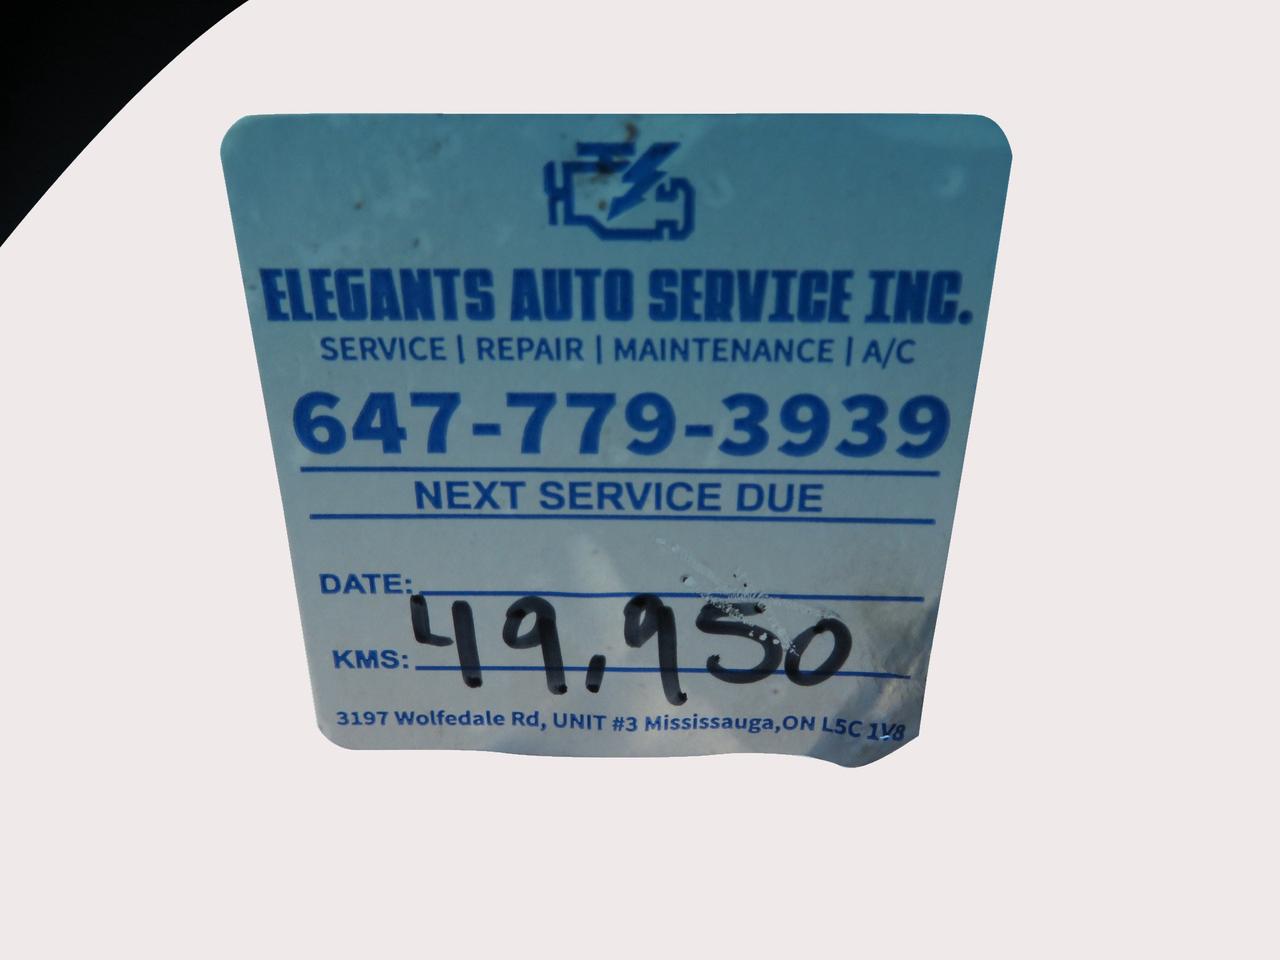 ELEGANTS AUTO SERVICE INC.
SERVICE | REPAIR | MAINTENANCE | A/C
647-779-3939
NEXT SERVICE DUE
DATE:
KMS: 49,950
3197 Wolfedale Rd, UNIT #3 Mississauga,ON L5C 1V8